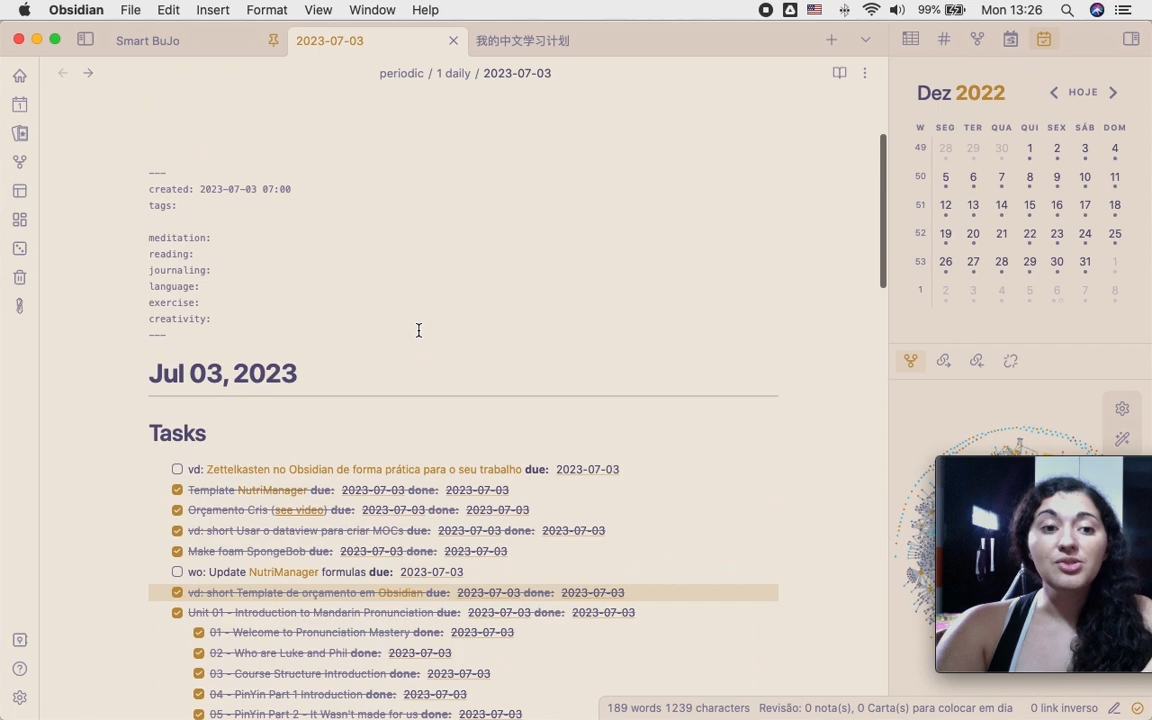 Obsidian File Edit Insert Format View Window Help 99% Mon 13:26
Smart BuJo 2023-07-03 我的中文学习计划
periodic / 1 daily / 2023-07-03
---
created: 2023-07-03 07:00
tags:
meditation:
reading:
journaling:
language:
exercise:
creativity:
---
Jul 03, 2023
Tasks
vd: Zettelkasten no Obsidian de forma prática para o seu trabalho due: 2023-07-03
Template NutriManager due: 2023-07-03 done: 2023-07-03
Orçamento Cris (see video) due: 2023-07-03 done: 2023-07-03
vd: short Usar o dataview para criar MOCs due: 2023-07-03 done: 2023-07-03
Make foam SpongeBob due: 2023-07-03 done: 2023-07-03
wo: Update NutriManager formulas due: 2023-07-03
vd: short Template de orçamento em Obsidian due: 2023-07-03 done: 2023-07-03
Unit 01 - Introduction to Mandarin Pronunciation due: 2023-07-03 done: 2023-07-03
01 - Welcome to Pronunciation Mastery done: 2023-07-03
02 - Who are Luke and Phil done: 2023-07-03
03 - Course Structure Introduction done: 2023-07-03
04 - PinYin Part 1 Introduction done: 2023-07-03
05 - PinYin Part 2 - It Wasn't made for us done: 2023-07-03
Dez 2022 HOJE
W SEG TER QUA QUI SEX SÁB DOM
49 28 29 30 1 2 3 4
50 5 6 7 8 9 10 11
51 12 13 14 15 16 17 18
52 19 20 21 22 23 24 25
53 26 27 28 29 30 31 1
1 2 3 4 5 6 7 8
189 words 1239 characters Revisão: 0 nota(s), 0 Carta(s) para colocar em dia 0 link inverso